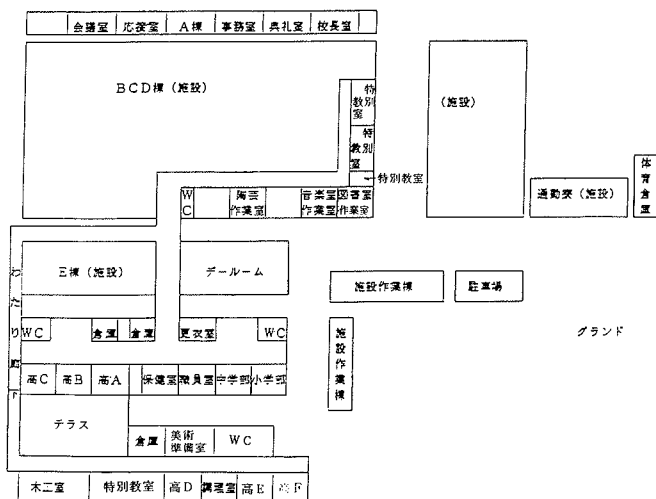 会議室 応接室 A棟 事務室 典礼室 校長室
BCD棟(施設)
特別教室
特別教室
←特別教室
(施設)
体育倉庫
通勤寮(施設)
WC
陶芸作業室
音楽室作業室
図書室作業室
わたり廊下
E棟(施設)
デールーム
施設作業棟
駐車場
WC 倉庫 倉庫 更衣室 WC
施設作業棟
グランド
高C 高B 高A 保健室 職員室 中学部 小学部
テラス
倉庫 美術準備室 WC
木工室 特別教室 高D 調理室 高E 高F